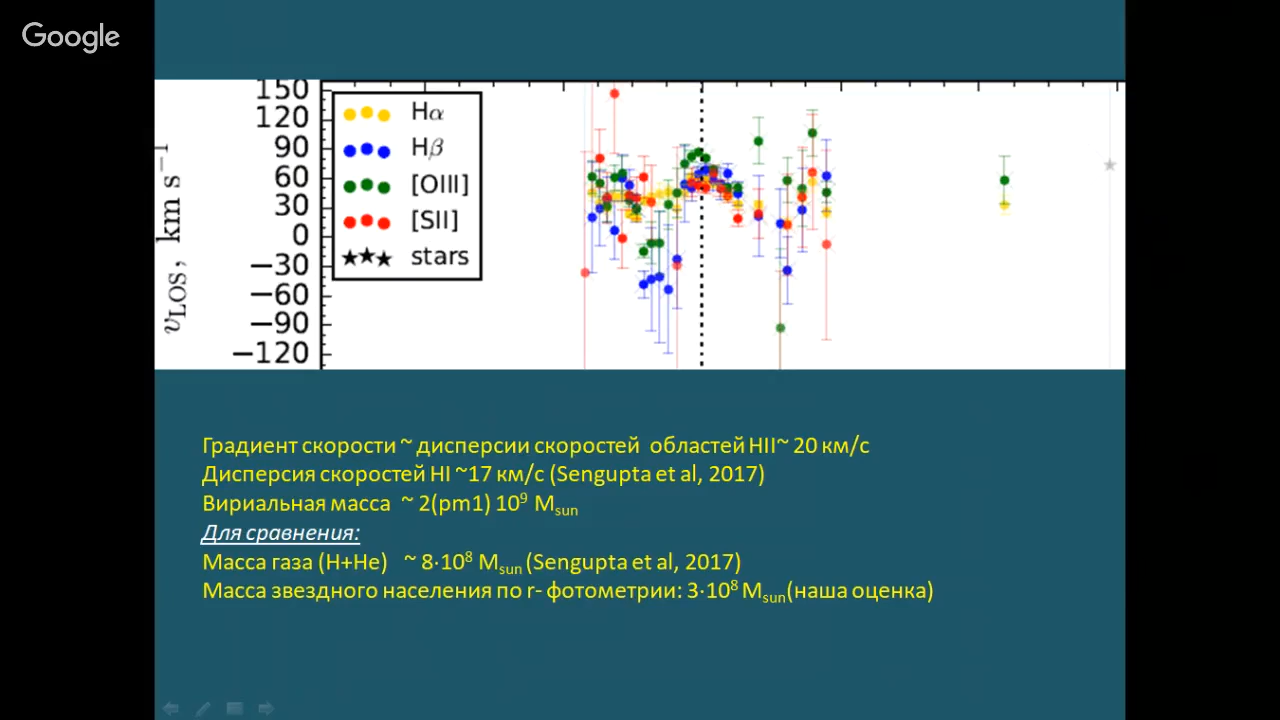 Google
150
120
90
60
30
0
−30
−60
−90
−120
v_LOS, km s⁻¹
Hα
Hβ
[OIII]
[SII]
stars
Градиент скорости ~ дисперсии скоростей областей HII~ 20 км/с
Дисперсия скоростей HI ~17 км/с (Sengupta et al, 2017)
Вириальная масса ~ 2(pm1) 10⁹ M_sun
Для сравнения:
Масса газа (H+He) ~ 8·10⁸ M_sun (Sengupta et al, 2017)
Масса звездного населения по r- фотометрии: 3·10⁸ M_sun(наша оценка)